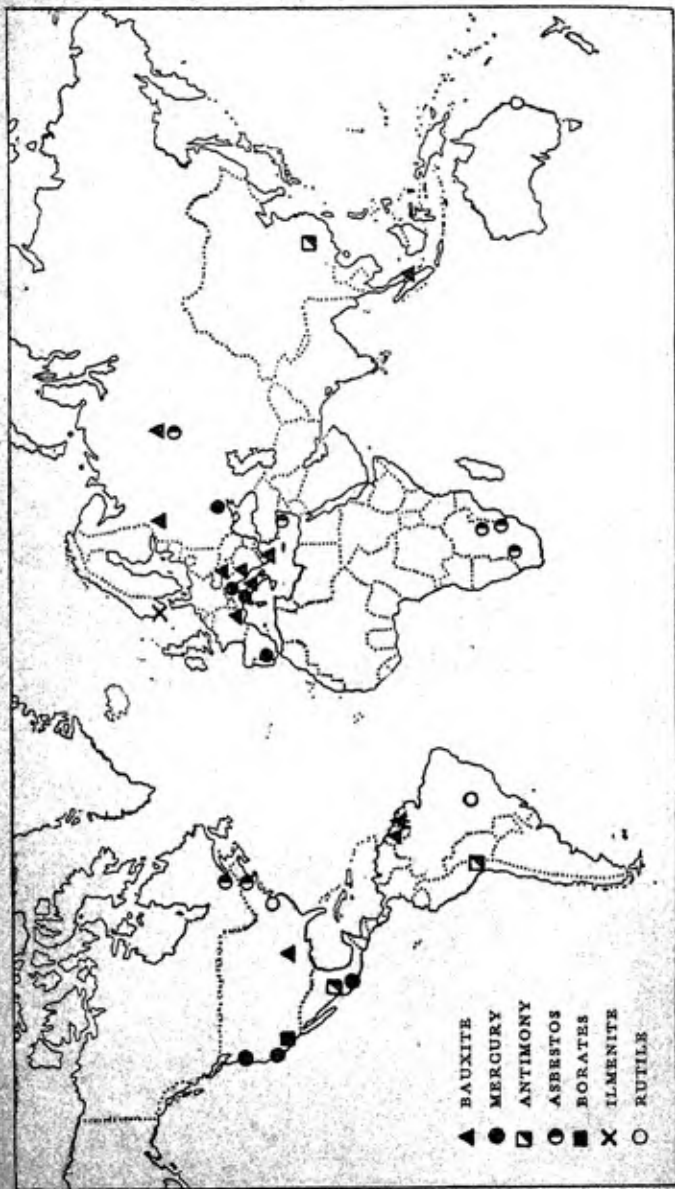 BAUXITE
MERCURY
ANTIMONY
ASBESTOS
BORATES
ILMENITE
RUTILE